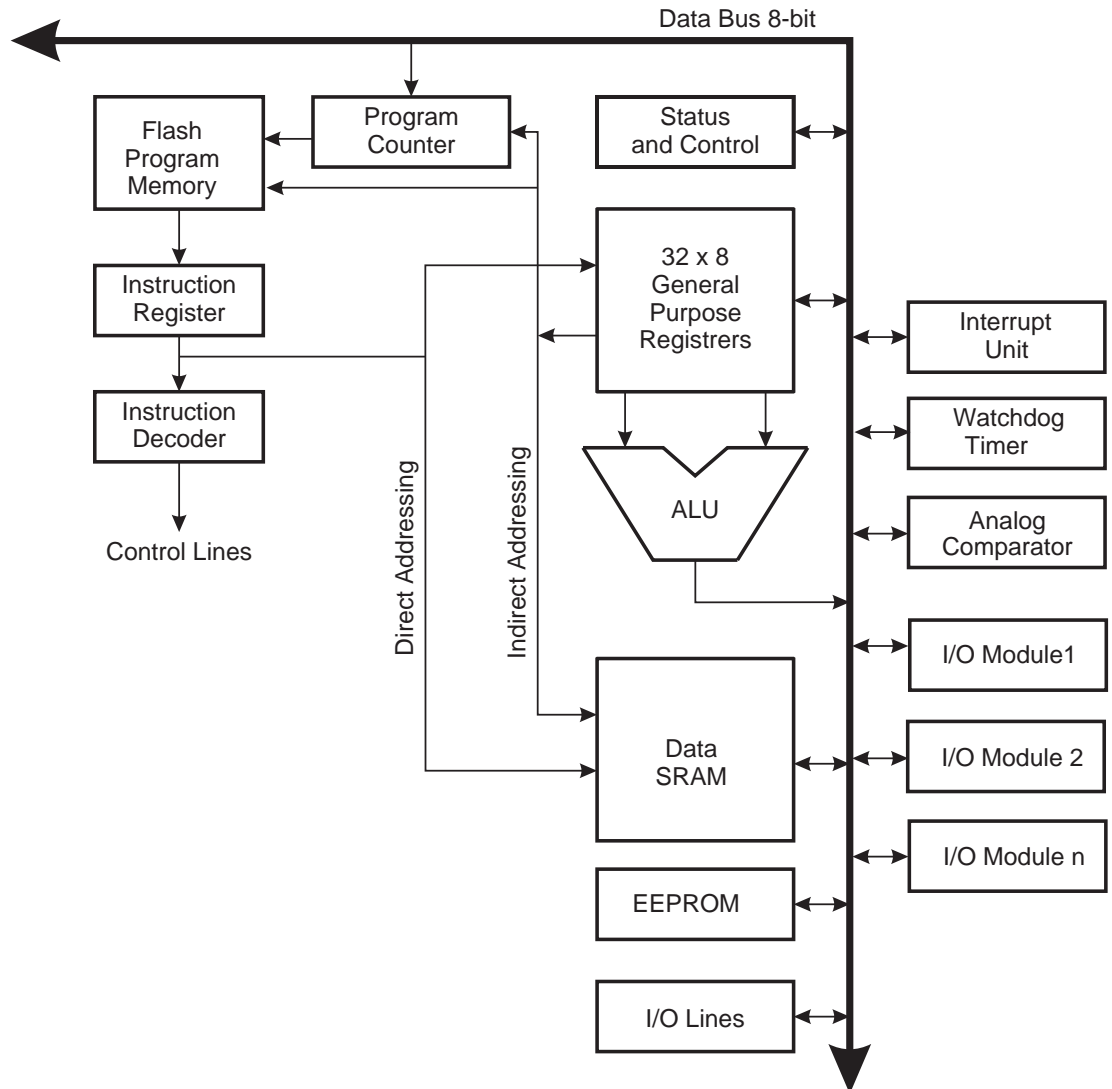 Data Bus 8-bit
Flash
Program
Memory
Program
Counter
Status
and Control
32 x 8
General
Purpose
Registrers
Instruction
Register
Instruction
Decoder
Control Lines
Direct Addressing
Indirect Addressing
ALU
Interrupt
Unit
Watchdog
Timer
Analog
Comparator
I/O Module1
Data
SRAM
I/O Module 2
I/O Module n
EEPROM
I/O Lines